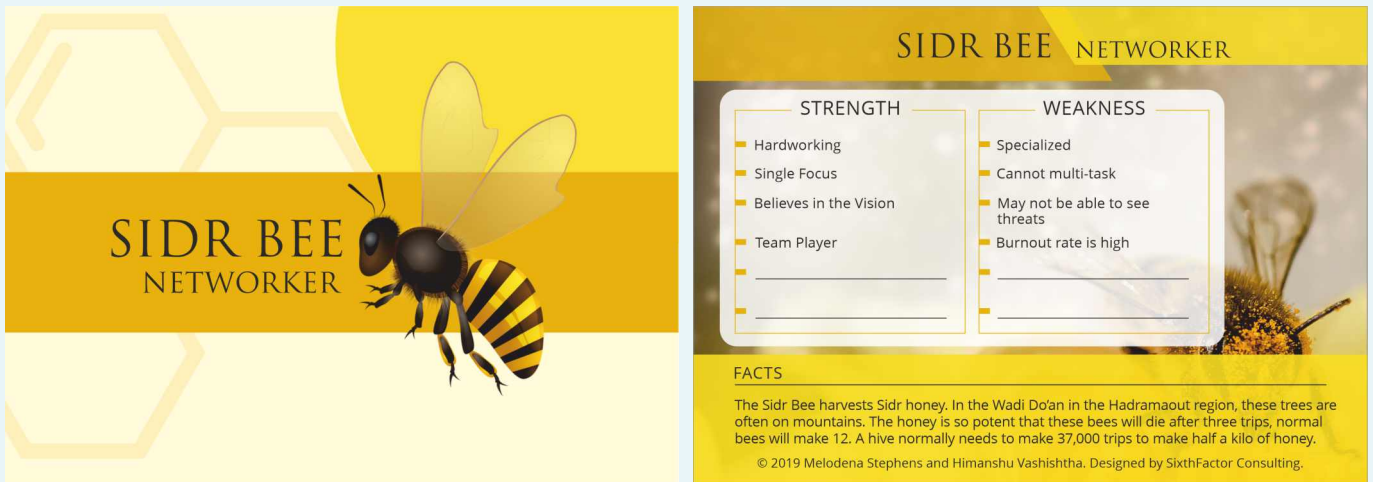 SIDR BEE
NETWORKER
SIDR BEE NETWORKER
STRENGTH
Hardworking
Single Focus
Believes in the Vision
Team Player
WEAKNESS
Specialized
Cannot multi-task
May not be able to see
threats
Burnout rate is high
FACTS
The Sidr Bee harvests Sidr honey. In the Wadi Do'an in the Hadramaout region, these trees are
often on mountains. The honey is so potent that these bees will die after three trips, normal
bees will make 12. A hive normally needs to make 37,000 trips to make half a kilo of honey.
© 2019 Melodena Stephens and Himanshu Vashishtha. Designed by SixthFactor Consulting.